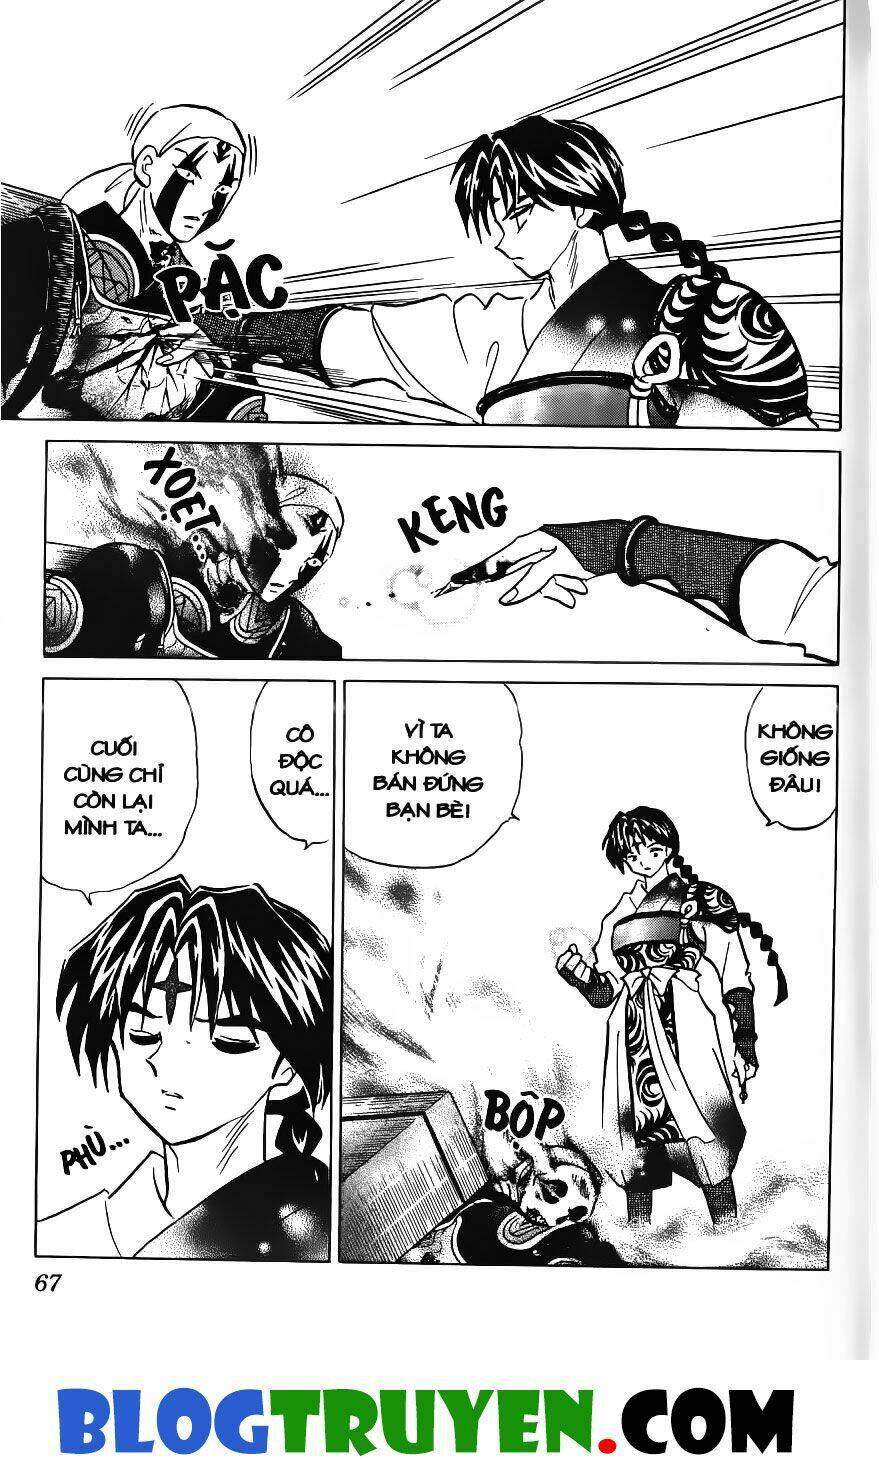 PẶC
XOẸT
KENG
KHÔNG
GIỐNG
ĐÂU!
VÌ TA
KHÔNG
BÁN ĐỨNG
BẠN BÈ!
BỘP
CÔ
ĐỘC
QUÁ...
CUỐI
CÙNG CHỈ
CÒN LẠI
MÌNH TA...
PHÙ...
67
BLOGTRUYEN.COM